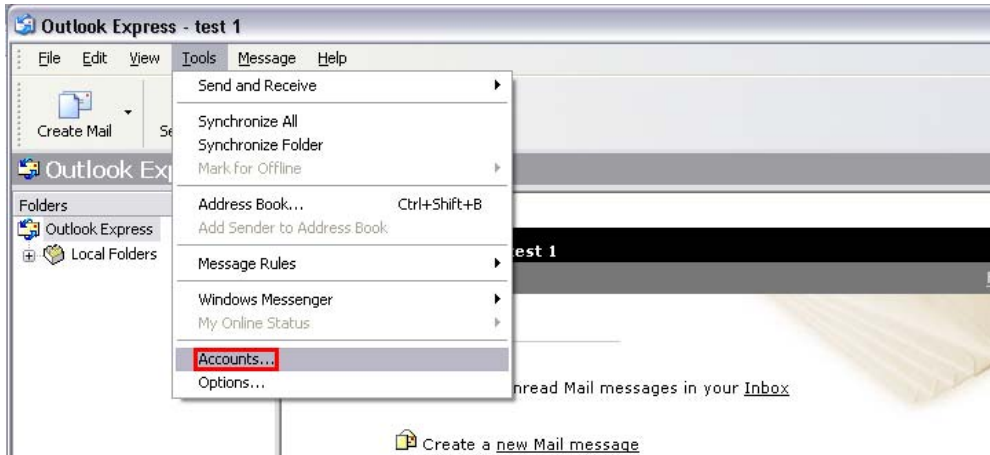 Outlook Express - test 1
File Edit View Tools Message Help
Send and Receive
Create Mail
Synchronize All
Synchronize Folder
Mark for Offline
Outlook Ex
Folders
Address Book... Ctrl+Shift+B
Outlook Express
Add Sender to Address Book
Local Folders
est 1
Message Rules
Windows Messenger
My Online Status
Accounts...
Options...
nread Mail messages in your Inbox
Create a new Mail message